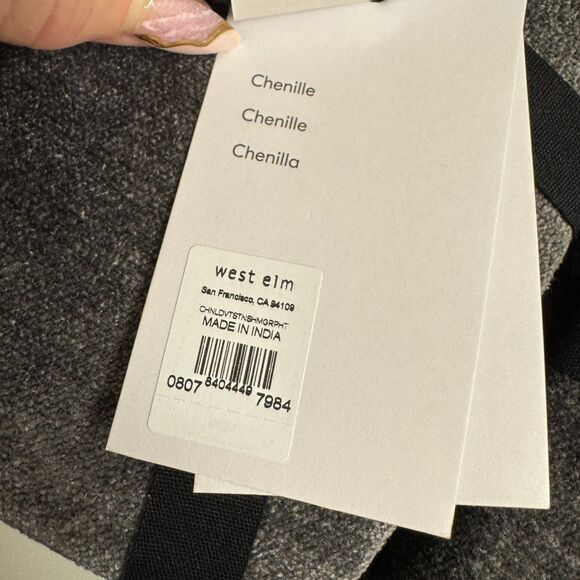 Chenille
Chenille
Chenilla
west elm
San Francisco, CA 94109
CHNLDVTSTNSHMGRPHT
MADE IN INDIA
0807 6404449 7984